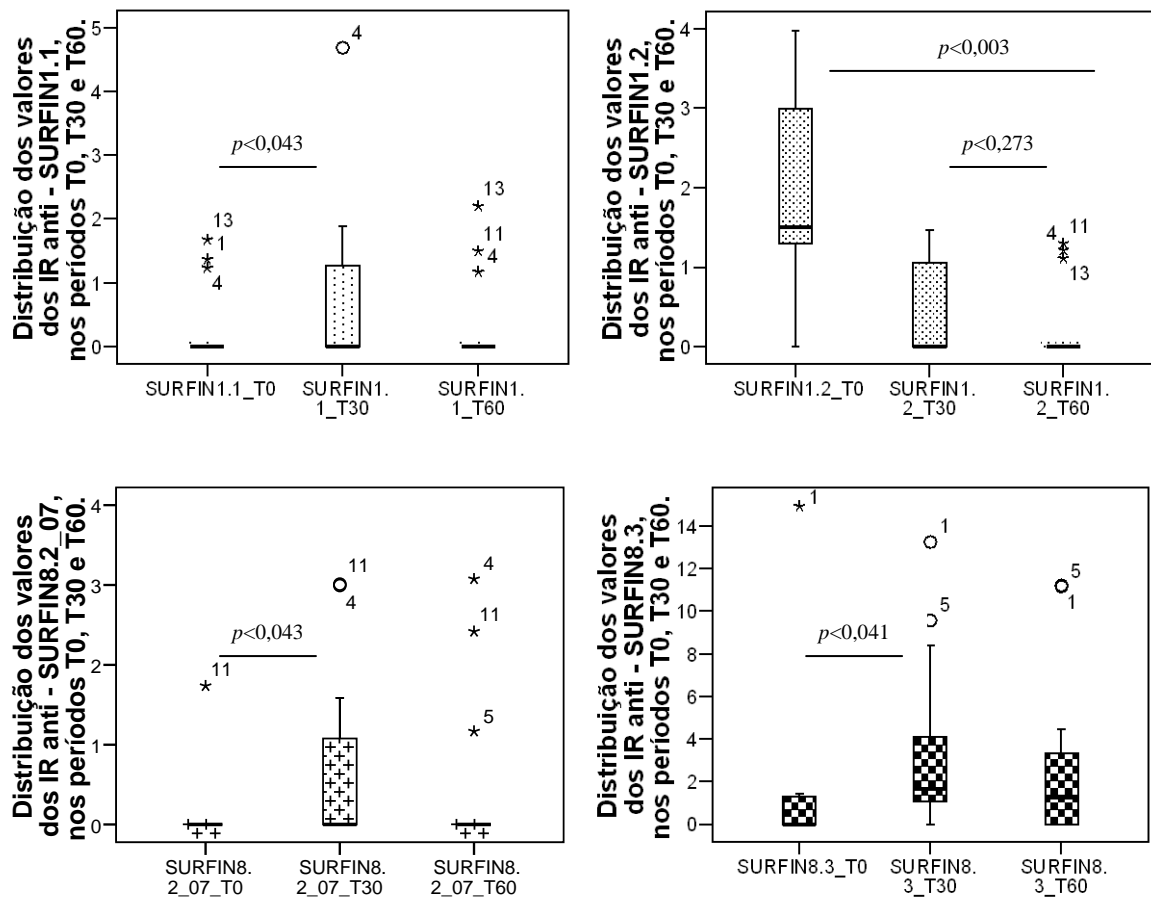 Distribuição dos valores
dos IR anti - SURFIN1.1,
nos períodos T0, T30 e T60.
5
4
3
2
1
0
4
p<0,043
13
1
4
13
11
4
SURFIN1.1_T0
SURFIN1.
1_T30
SURFIN1.
1_T60
Distribuição dos valores
dos IR anti - SURFIN1.2,
nos períodos T0, T30 e T60.
4
3
2
1
0
p<0,003
p<0,273
4
11
13
SURFIN1.2_T0
SURFIN1.
2_T30
SURFIN1.
2_T60
Distribuição dos valores
dos IR anti - SURFIN8.2_07,
nos períodos T0, T30 e T60.
4
3
2
1
0
p<0,043
11
11
4
4
11
5
SURFIN8.
2_07_T0
SURFIN8.
2_07_T30
SURFIN8.
2_07_T60
Distribuição dos valores
dos IR anti - SURFIN8.3,
nos períodos T0, T30 e T60.
14
12
10
8
6
4
2
0
1
p<0,041
1
5
5
1
SURFIN8.3_T0
SURFIN8.
3_T30
SURFIN8.
3_T60